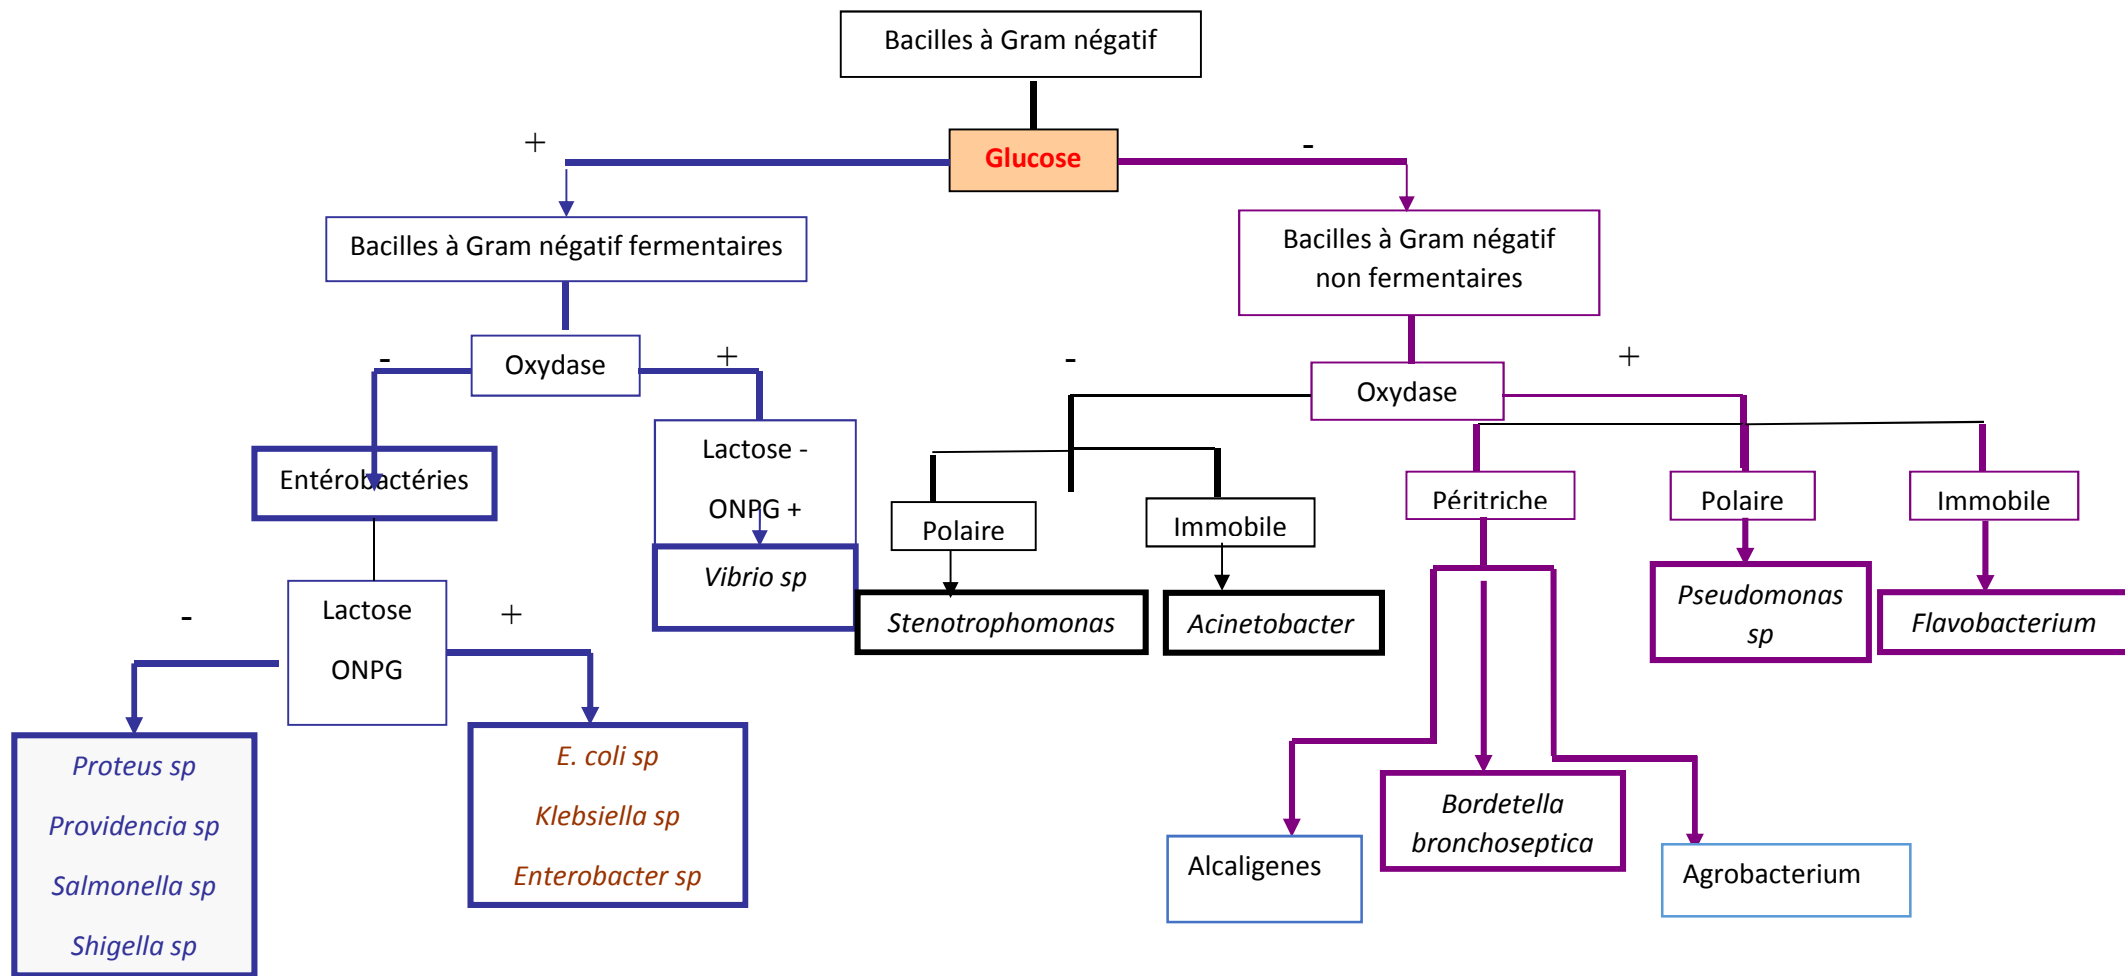 Bacilles à Gram négatif
+
Glucose
-
Bacilles à Gram négatif fermentaires
Bacilles à Gram négatif
non fermentaires
-
Oxydase
+
-
Oxydase
+
Entérobactéries
Lactose -
ONPG +
Vibrio sp
Polaire
Immobile
Péritriche
Polaire
Immobile
Stenotrophomonas
Acinetobacter
Pseudomonas
sp
Flavobacterium
-
Lactose
ONPG
+
Proteus sp
Providencia sp
Salmonella sp
Shigella sp
E. coli sp
Klebsiella sp
Enterobacter sp
Alcaligenes
Bordetella
bronchoseptica
Agrobacterium